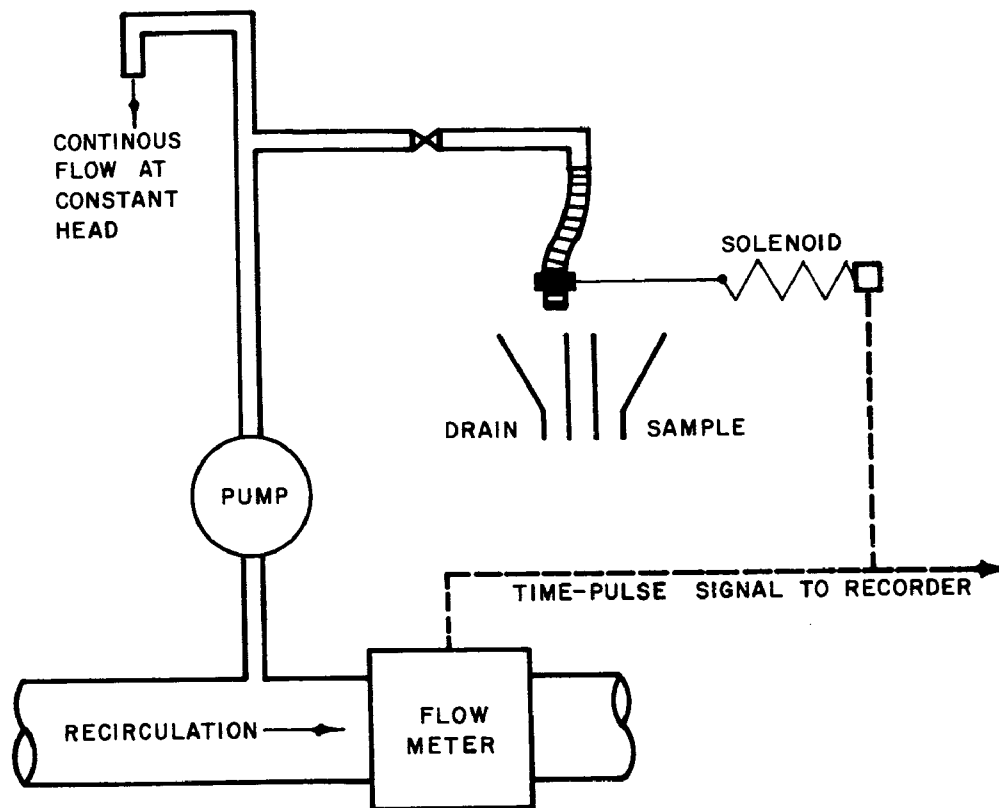 CONTINOUS
FLOW AT
CONSTANT
HEAD
SOLENOID
DRAIN
SAMPLE
PUMP
TIME-PULSE SIGNAL TO RECORDER
RECIRCULATION
FLOW
METER